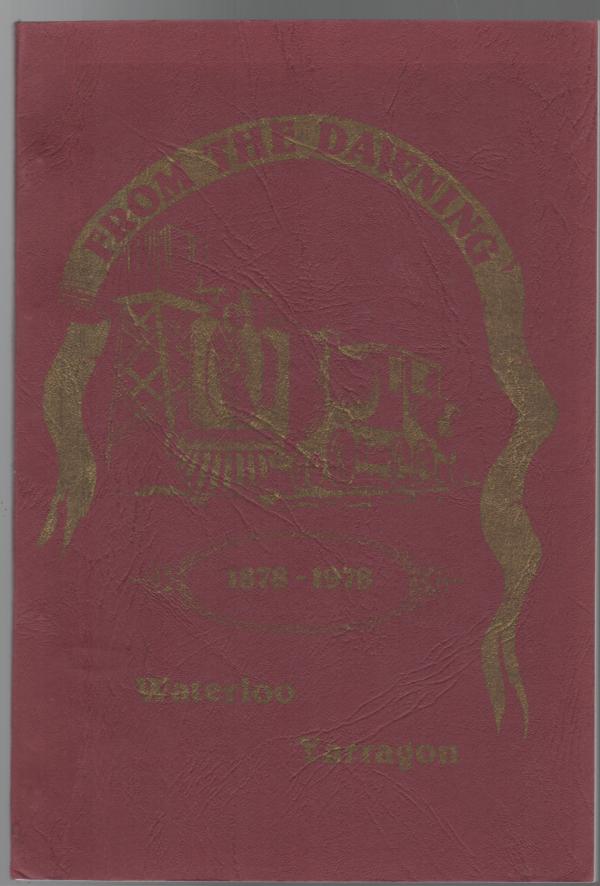 FROM THE DAWNING
1878 - 1978
Waterloo
Yarragon